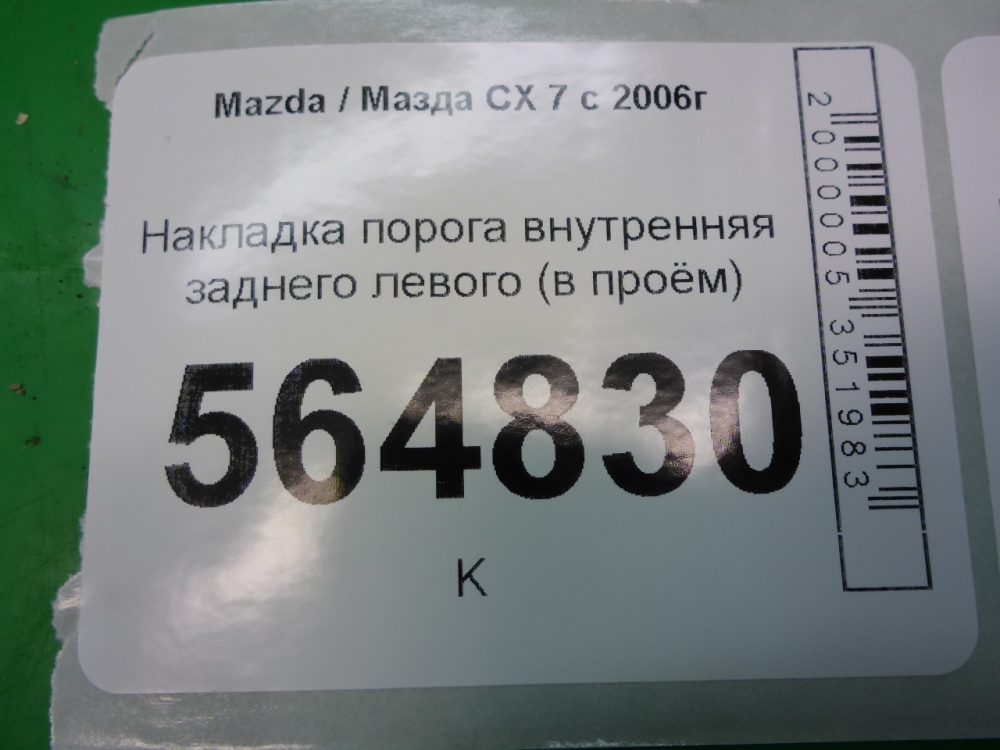 Mazda / Мазда CX 7 с 2006г
Накладка порога внутренняя
заднего левого (в проём)
564830
К
2000005351983